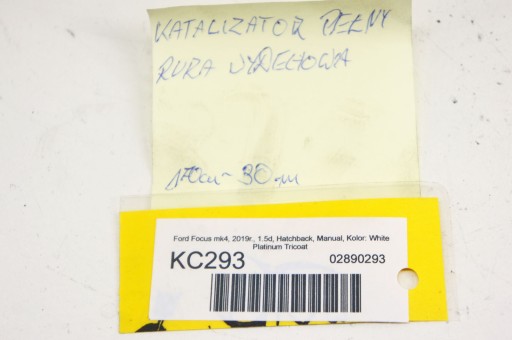 KATALIZATOR PEŁNY
RURA WYDECHOWA
170cm - 30cm
Ford Focus mk4, 2019r., 1.5d, Hatchback, Manual, Kolor: White
Platinum Tricoat
KC293
02890293